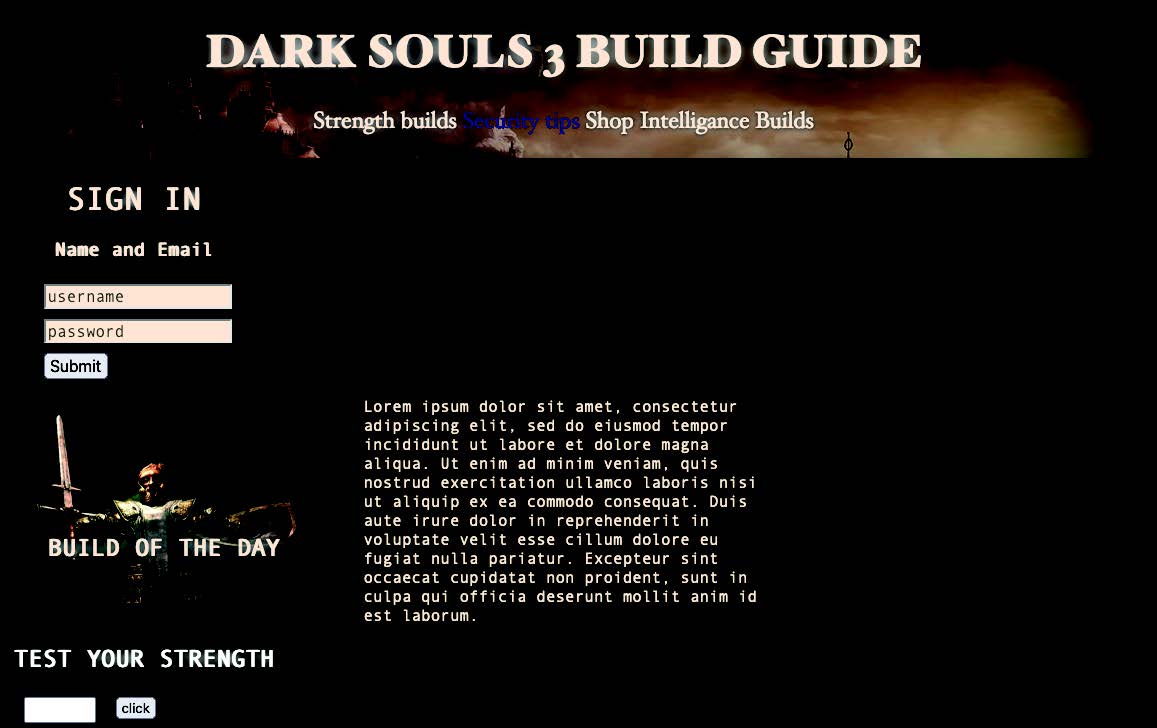 DARK SOULS 3 BUILD GUIDE
Strength builds Security tips Shop Intelligance Builds
SIGN IN
Name and Email
username
password
Submit
Lorem ipsum dolor sit amet, consectetur
adipiscing elit, sed do eiusmod tempor
incididunt ut labore et dolore magna
aliqua. Ut enim ad minim veniam, quis
nostrud exercitation ullamco laboris nisi
ut aliquip ex ea commodo consequat. Duis
aute irure dolor in reprehenderit in
voluptate velit esse cillum dolore eu
fugiat nulla pariatur. Excepteur sint
occaecat cupidatat non proident, sunt in
culpa qui officia deserunt mollit anim id
est laborum.
BUILD OF THE DAY
TEST YOUR STRENGTH
click